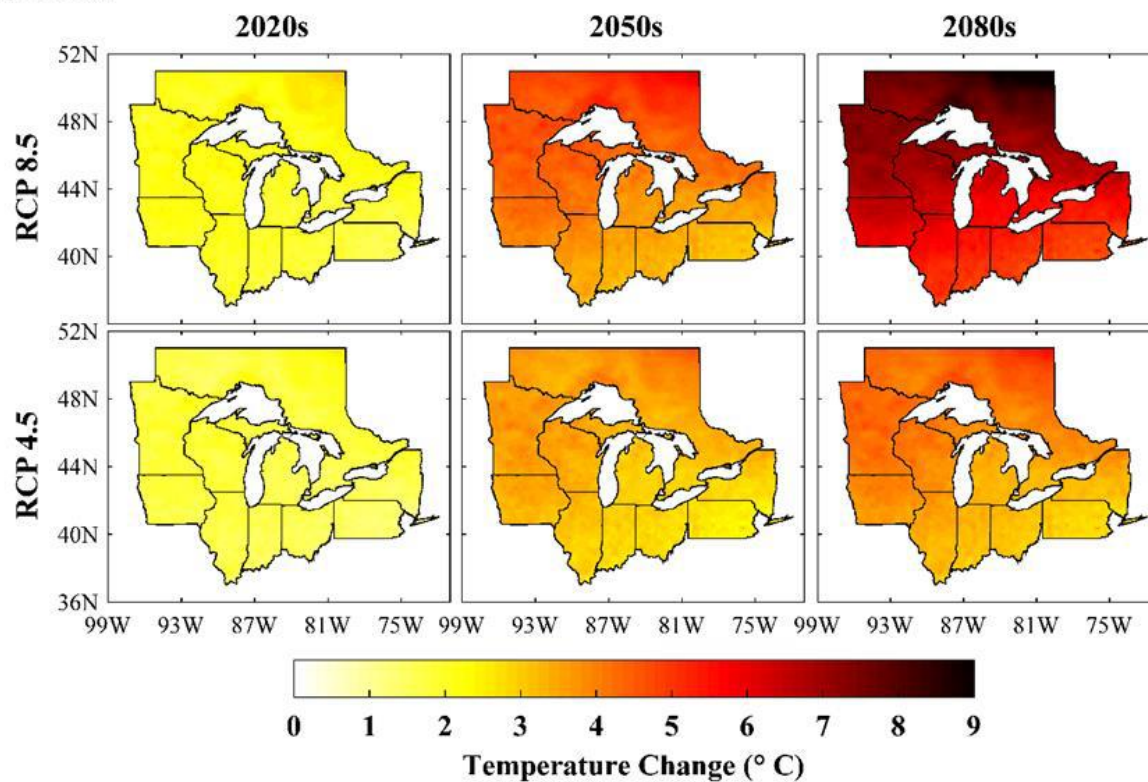 2020s 2050s 2080s
52N
48N
RCP 8.5
44N
40N
52N
48N
RCP 4.5
44N
40N
36N
99W 93W 87W 81W 75W 99W 93W 87W 81W 75W 99W 93W 87W 81W 75W
0 1 2 3 4 5 6 7 8 9
Temperature Change (° C)